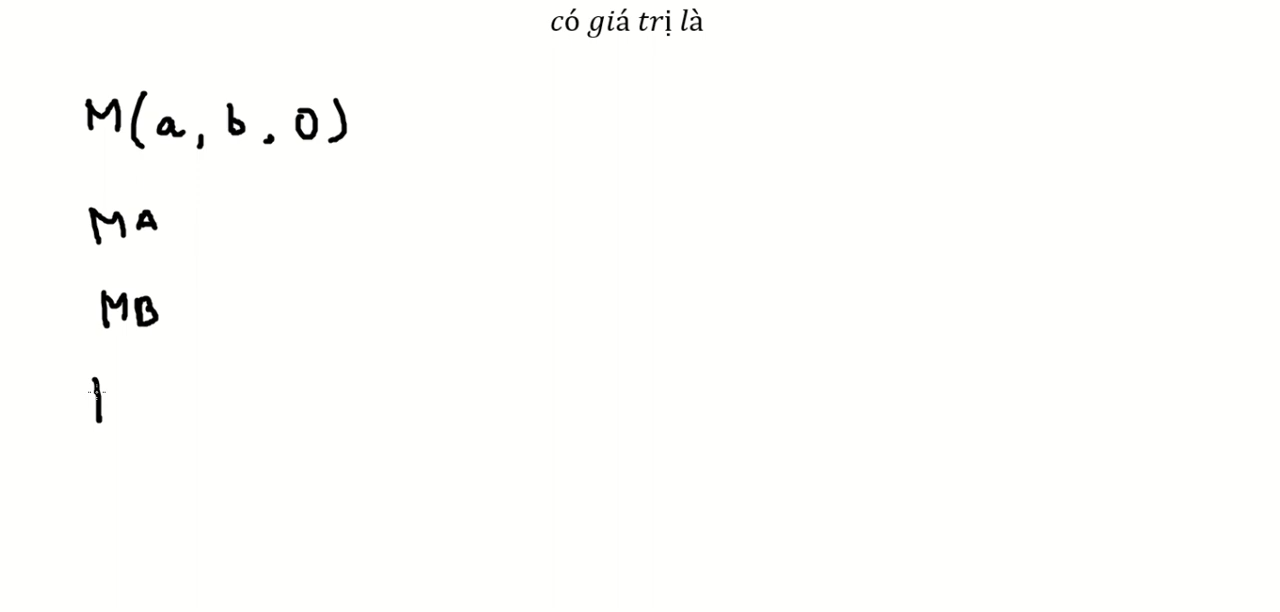 có giá trị là
M(a, b, 0)
MA
MB